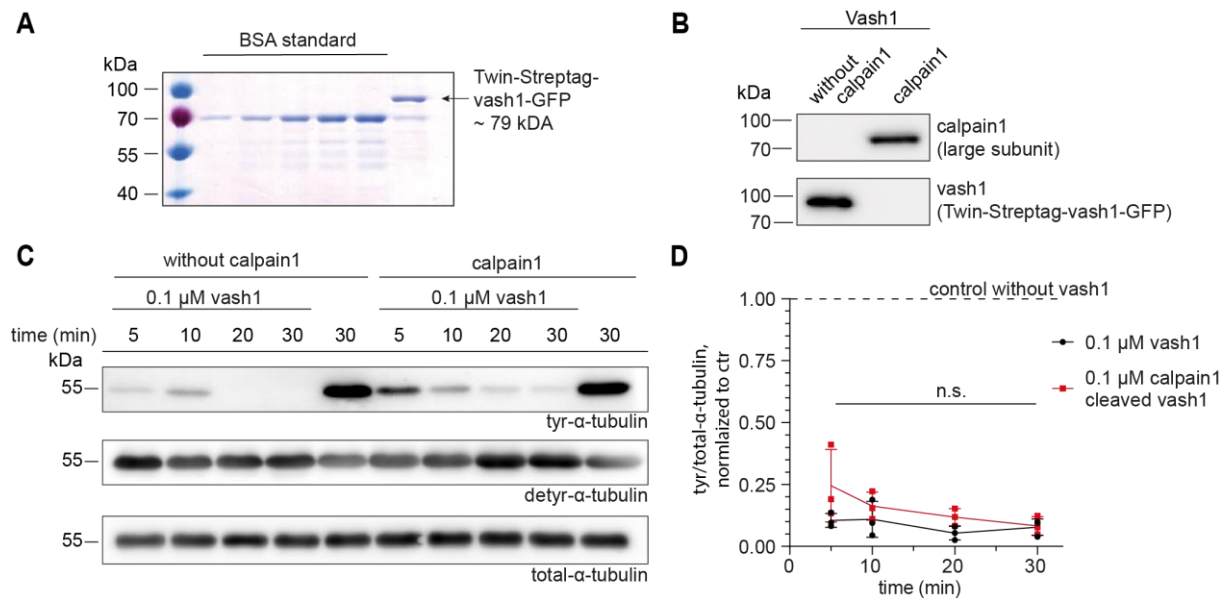 A
BSA standard
kDa
100
70
55
40
Twin-Streptag-
vash1-GFP
~ 79 kDA
B
Vash1
without
calpain1
calpain1
kDa
100
70
calpain1
(large subunit)
100
70
vash1
(Twin-Streptag-vash1-GFP)
C
without calpain1 calpain1
0.1 µM vash1 0.1 µM vash1
time (min) 5 10 20 30 30 5 10 20 30 30
kDa
55
tyr-α-tubulin
55
detyr-α-tubulin
55
total-α-tubulin
D
control without vash1
1.00
0.75
0.50
0.25
0.00
tyr/total-α-tubulin,
normlaized to ctr
n.s.
0.1 µM vash1
0.1 µM calpain1
cleaved vash1
0 10 20 30
time (min)